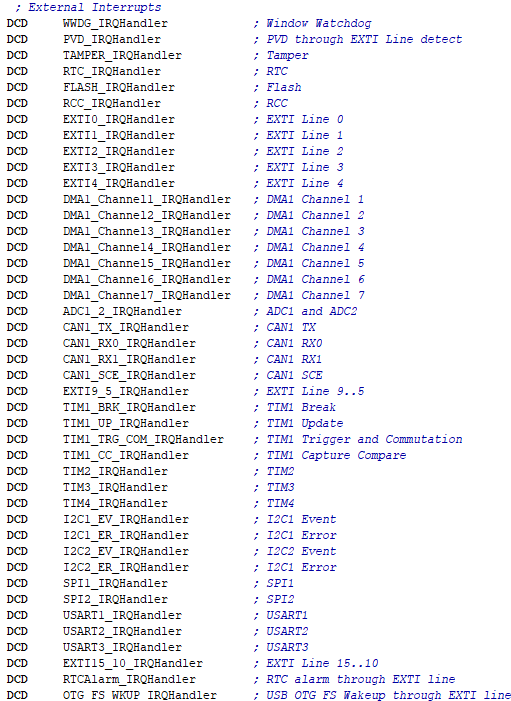 ; External Interrupts
DCD WWDG_IRQHandler ; Window Watchdog
DCD PVD_IRQHandler ; PVD through EXTI Line detect
DCD TAMPER_IRQHandler ; Tamper
DCD RTC_IRQHandler ; RTC
DCD FLASH_IRQHandler ; Flash
DCD RCC_IRQHandler ; RCC
DCD EXTI0_IRQHandler ; EXTI Line 0
DCD EXTI1_IRQHandler ; EXTI Line 1
DCD EXTI2_IRQHandler ; EXTI Line 2
DCD EXTI3_IRQHandler ; EXTI Line 3
DCD EXTI4_IRQHandler ; EXTI Line 4
DCD DMA1_Channel1_IRQHandler ; DMA1 Channel 1
DCD DMA1_Channel2_IRQHandler ; DMA1 Channel 2
DCD DMA1_Channel3_IRQHandler ; DMA1 Channel 3
DCD DMA1_Channel4_IRQHandler ; DMA1 Channel 4
DCD DMA1_Channel5_IRQHandler ; DMA1 Channel 5
DCD DMA1_Channel6_IRQHandler ; DMA1 Channel 6
DCD DMA1_Channel7_IRQHandler ; DMA1 Channel 7
DCD ADC1_2_IRQHandler ; ADC1 and ADC2
DCD CAN1_TX_IRQHandler ; CAN1 TX
DCD CAN1_RX0_IRQHandler ; CAN1 RX0
DCD CAN1_RX1_IRQHandler ; CAN1 RX1
DCD CAN1_SCE_IRQHandler ; CAN1 SCE
DCD EXTI9_5_IRQHandler ; EXTI Line 9..5
DCD TIM1_BRK_IRQHandler ; TIM1 Break
DCD TIM1_UP_IRQHandler ; TIM1 Update
DCD TIM1_TRG_COM_IRQHandler ; TIM1 Trigger and Commutation
DCD TIM1_CC_IRQHandler ; TIM1 Capture Compare
DCD TIM2_IRQHandler ; TIM2
DCD TIM3_IRQHandler ; TIM3
DCD TIM4_IRQHandler ; TIM4
DCD I2C1_EV_IRQHandler ; I2C1 Event
DCD I2C1_ER_IRQHandler ; I2C1 Error
DCD I2C2_EV_IRQHandler ; I2C2 Event
DCD I2C2_ER_IRQHandler ; I2C1 Error
DCD SPI1_IRQHandler ; SPI1
DCD SPI2_IRQHandler ; SPI2
DCD USART1_IRQHandler ; USART1
DCD USART2_IRQHandler ; USART2
DCD USART3_IRQHandler ; USART3
DCD EXTI15_10_IRQHandler ; EXTI Line 15..10
DCD RTCAlarm_IRQHandler ; RTC alarm through EXTI line
DCD OTG_FS_WKUP_IRQHandler ; USB OTG FS Wakeup through EXTI line